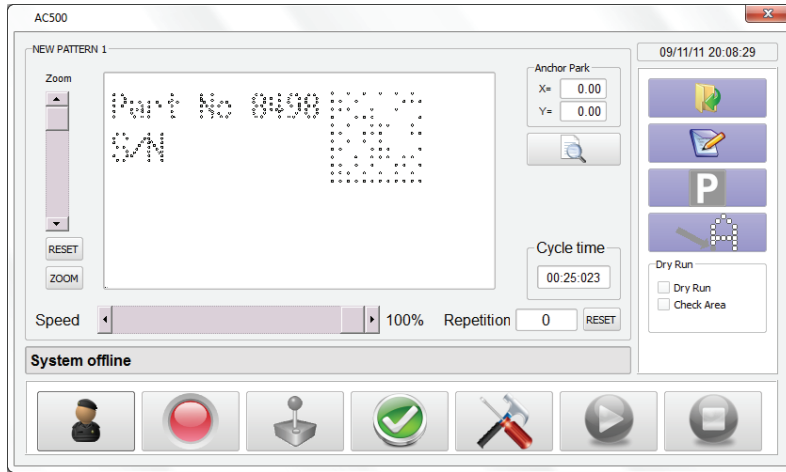 AC500
NEW PATTERN 1
09/11/11 20:08:29
Zoom
Anchor Park
X= 0.00
Y= 0.00
Part No 8498
S/N
P
A
RESET
ZOOM
Cycle time
00:25:023
Dry Run
Dry Run
Check Area
Speed 100% Repetition 0 RESET
System offline